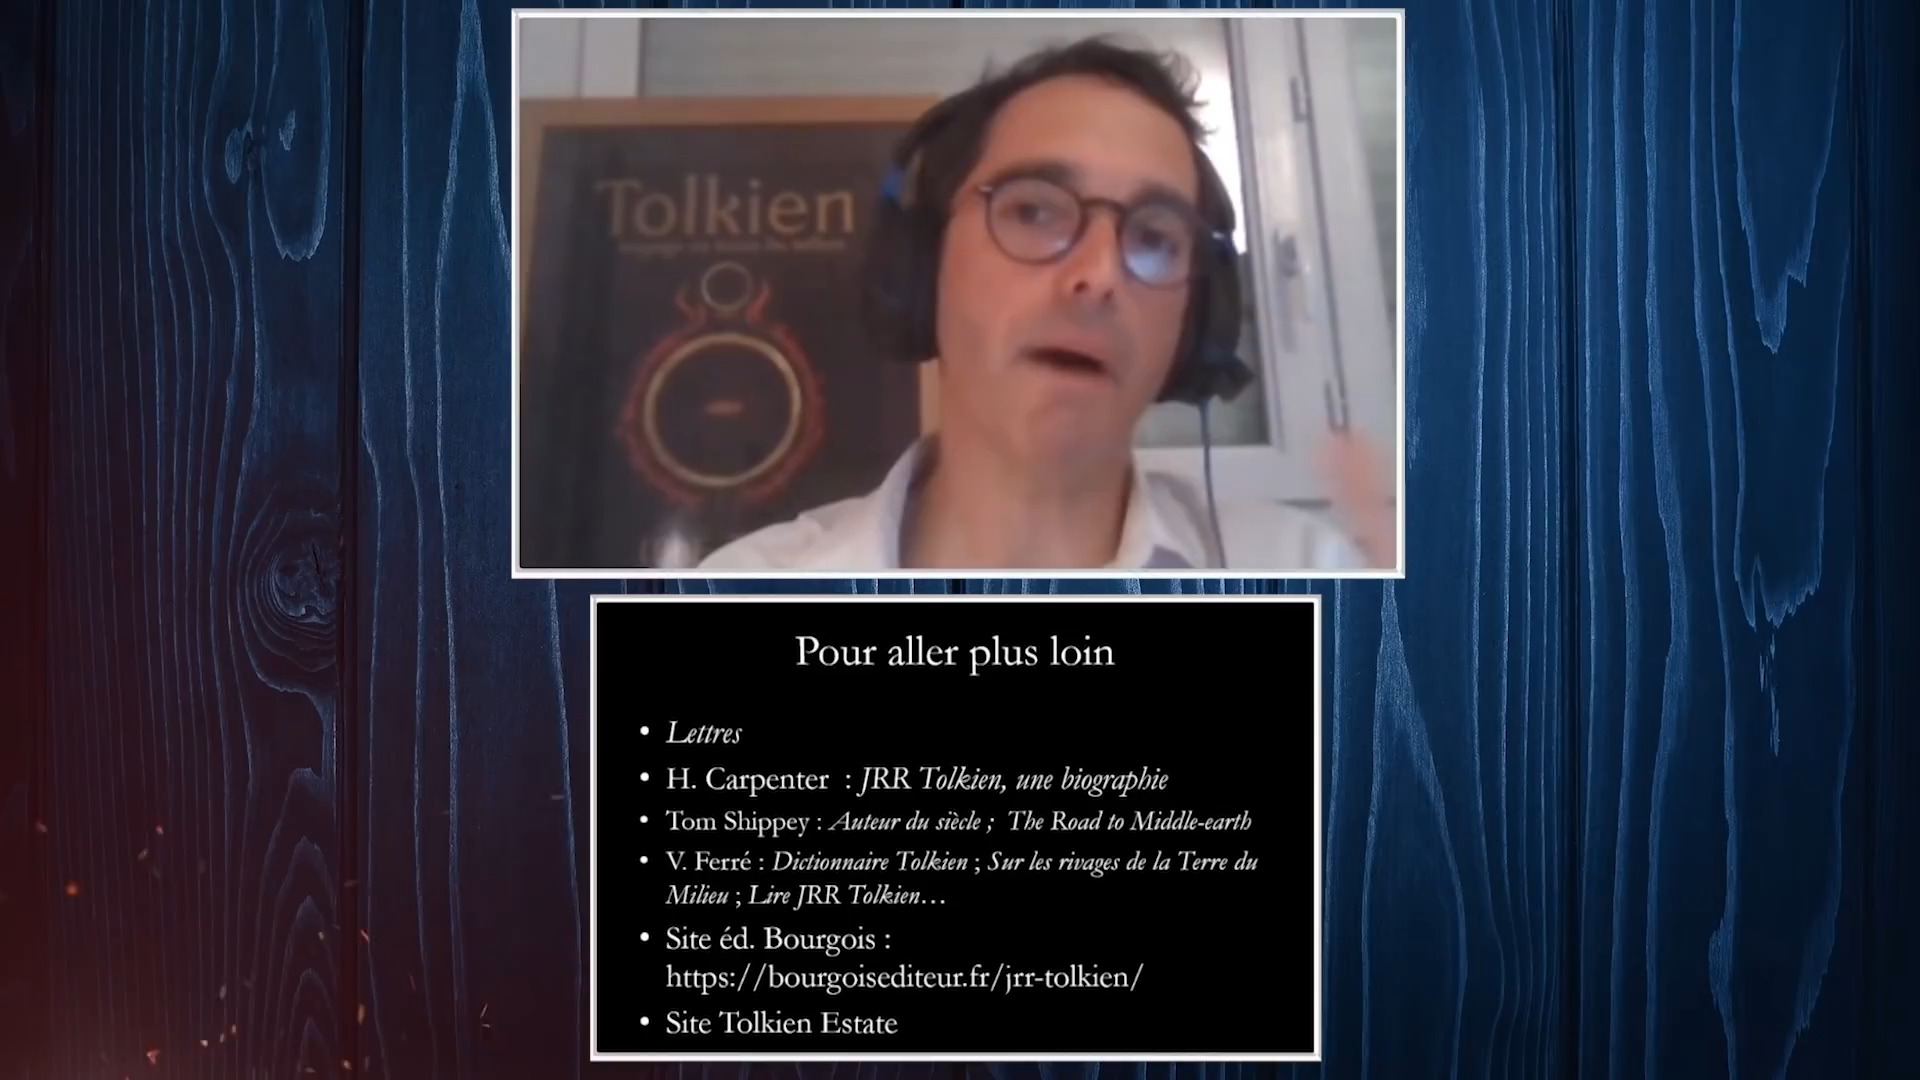 Tolkien
Pour aller plus loin
• Lettres
• H. Carpenter : JRR Tolkien, une biographie
• Tom Shippey : Auteur du siècle ; The Road to Middle-earth
• V. Ferré : Dictionnaire Tolkien ; Sur les rivages de la Terre du
Milieu ; Lire JRR Tolkien…
• Site éd. Bourgois :
https://bourgoisediteur.fr/jrr-tolkien/
• Site Tolkien Estate